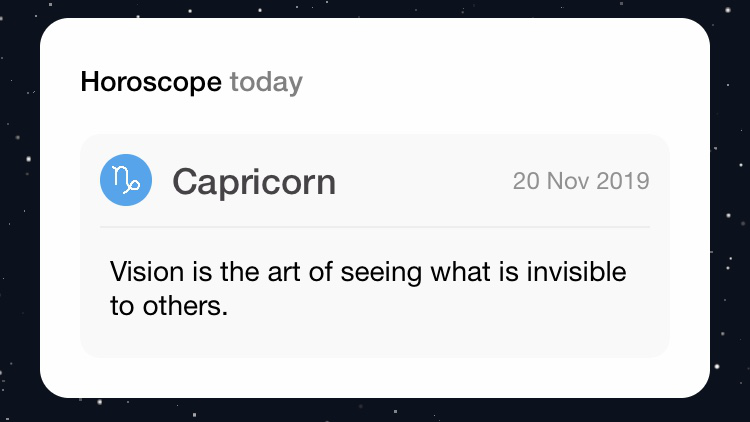 Horoscope today
Capricorn
20 Nov 2019
Vision is the art of seeing what is invisible
to others.